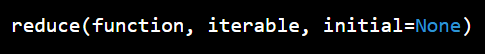 reduce(function, iterable, initial=None)